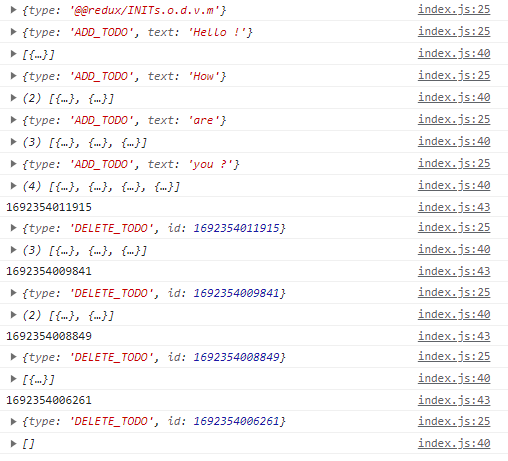 ▶ {type: '@@redux/INITs.o.d.v.m'} index.js:25
▶ {type: 'ADD_TODO', text: 'Hello !'} index.js:25
▶ [{…}] index.js:40
▶ {type: 'ADD_TODO', text: 'How'} index.js:25
▶ (2) [{…}, {…}] index.js:40
▶ {type: 'ADD_TODO', text: 'are'} index.js:25
▶ (3) [{…}, {…}, {…}] index.js:40
▶ {type: 'ADD_TODO', text: 'you ?'} index.js:25
▶ (4) [{…}, {…}, {…}, {…}] index.js:40
1692354011915 index.js:43
▶ {type: 'DELETE_TODO', id: 1692354011915} index.js:25
▶ (3) [{…}, {…}, {…}] index.js:40
1692354009841 index.js:43
▶ {type: 'DELETE_TODO', id: 1692354009841} index.js:25
▶ (2) [{…}, {…}] index.js:40
1692354008849 index.js:43
▶ {type: 'DELETE_TODO', id: 1692354008849} index.js:25
▶ [{…}] index.js:40
1692354006261 index.js:43
▶ {type: 'DELETE_TODO', id: 1692354006261} index.js:25
▶ [] index.js:40